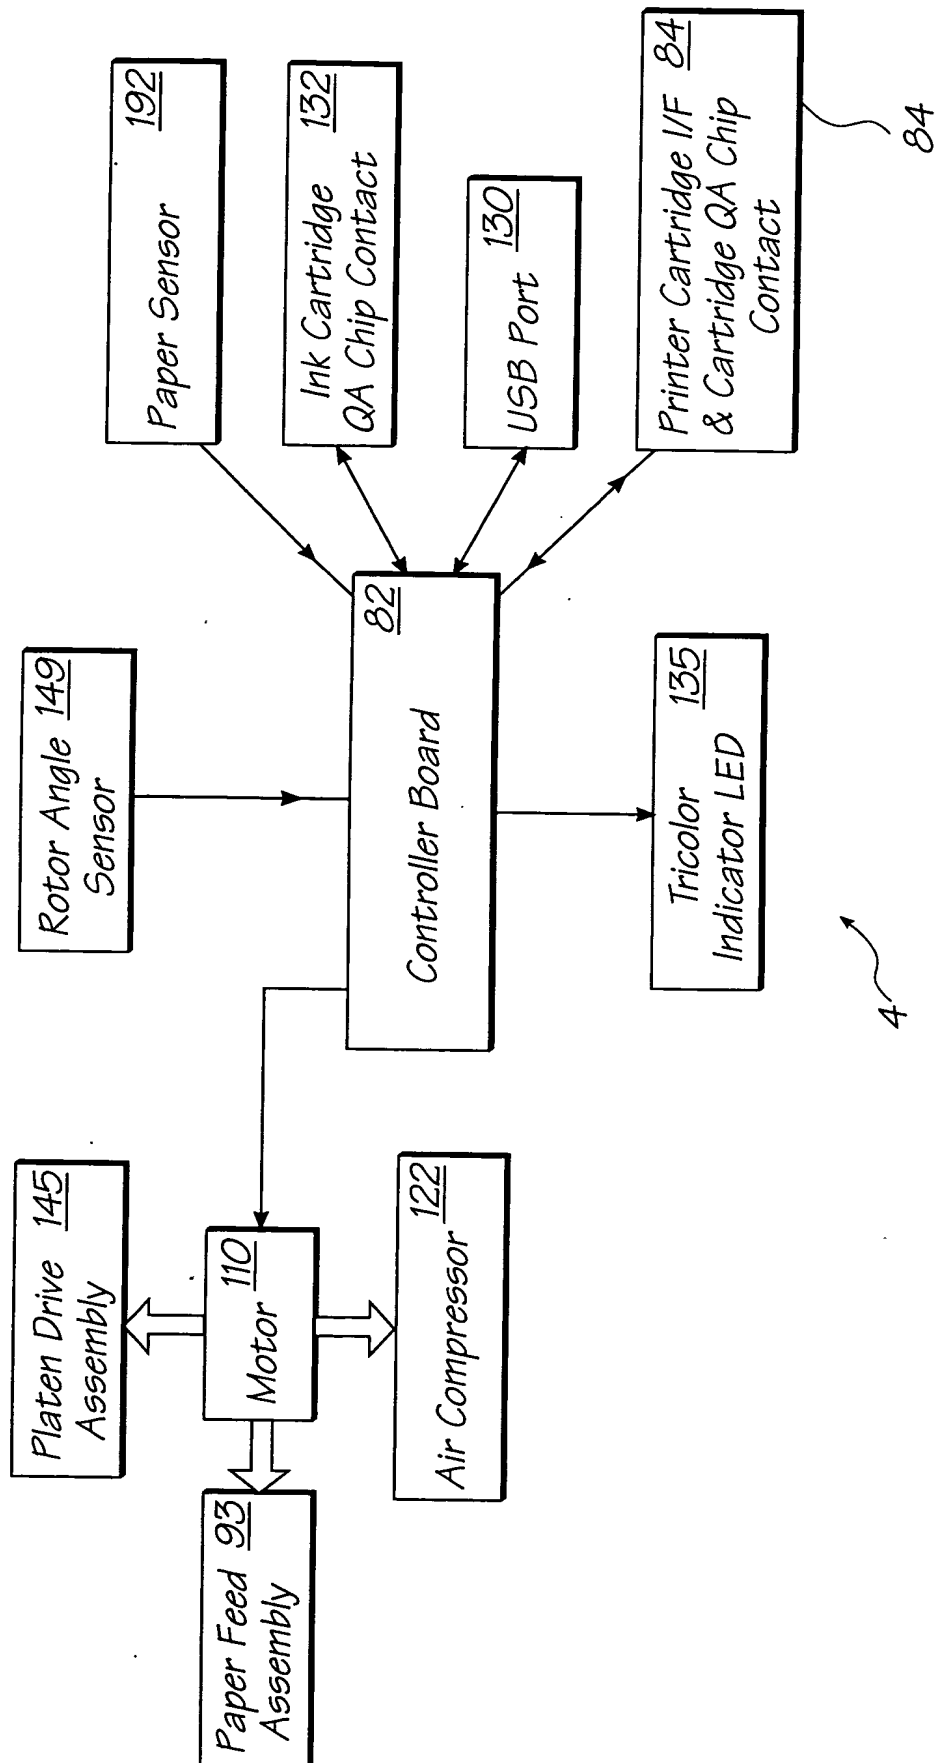 Paper Feed 93
Assembly
Platen Drive 145
Assembly
Motor 110
Air Compressor 122
Rotor Angle 149
Sensor
Controller Board 82
Tricolor 135
Indicator LED
Paper Sensor 192
Ink Cartridge 132
QA Chip Contact
USB Port 130
Printer Cartridge I/F 84
& Cartridge QA Chip
Contact
84
4